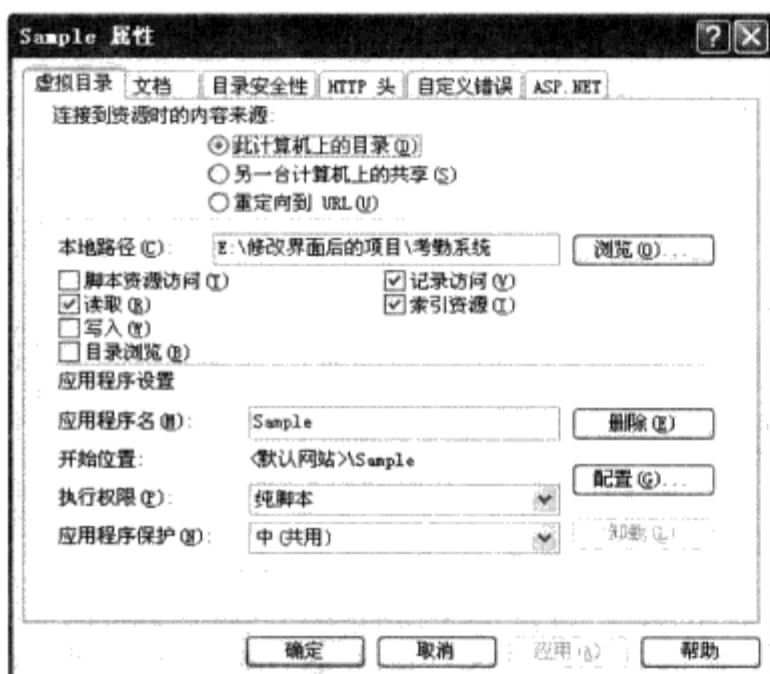 Sample 属性
虚拟目录 文档 目录安全性 HTTP 头 自定义错误 ASP.NET
连接到资源时的内容来源:
此计算机上的目录(D)
另一台计算机上的共享(S)
重定向到 URL(U)
本地路径(C): E:\修改界面后的项目\考勤系统 浏览(O)...
脚本资源访问(T) 记录访问(V)
读取(R) 索引资源(I)
写入(W)
目录浏览(B)
应用程序设置
应用程序名(M): Sample 删除(E)
开始位置: <默认网站>\Sample
配置(G)...
执行权限(P): 纯脚本
应用程序保护(N): 中(共用) 卸载(L)
确定 取消 应用(A) 帮助